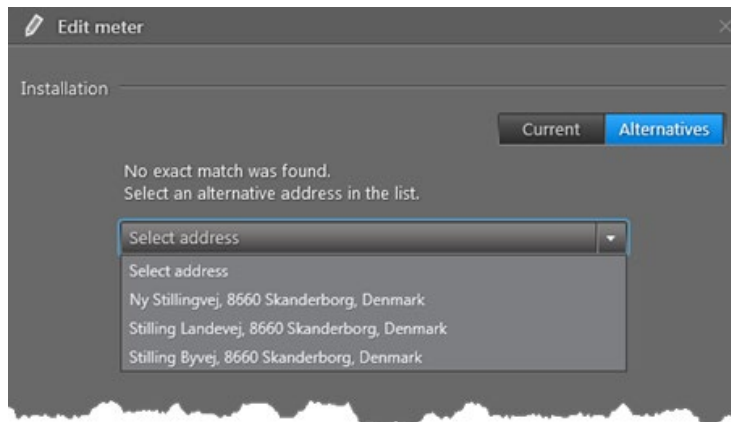 Edit meter
Installation
Current Alternatives
No exact match was found.
Select an alternative address in the list.
Select address
Select address
Ny Stillingvej, 8660 Skanderborg, Denmark
Stilling Landevej, 8660 Skanderborg, Denmark
Stilling Byvej, 8660 Skanderborg, Denmark